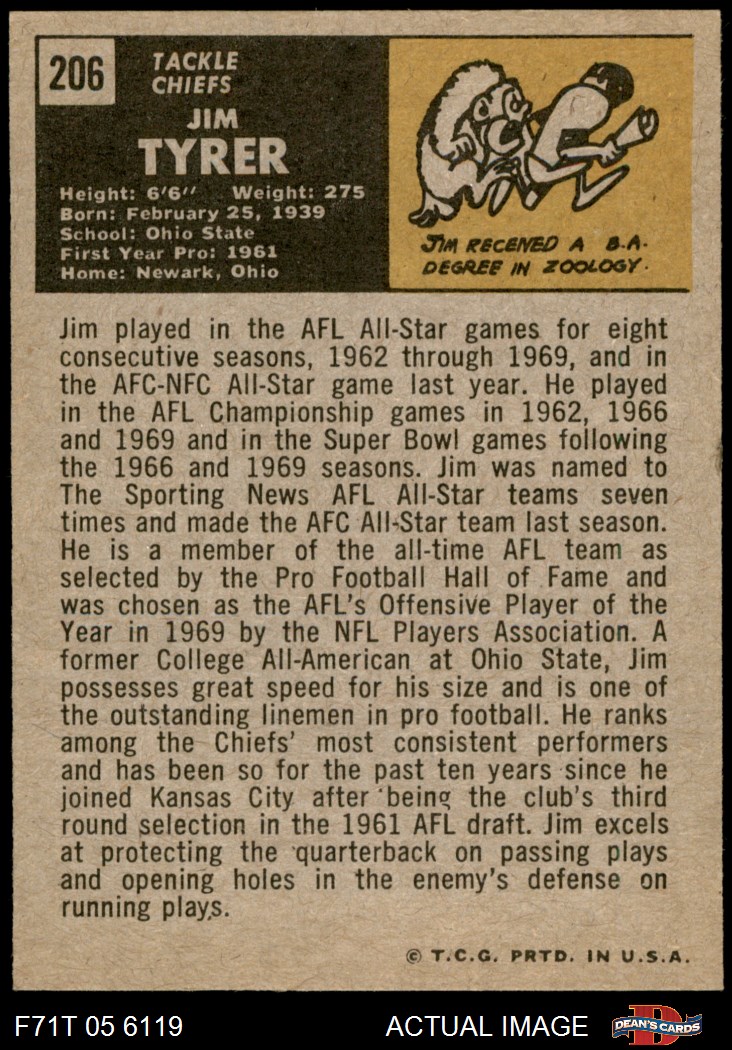 206
TACKLE
CHIEFS
JIM
TYRER
Height: 6'6" Weight: 275
Born: February 25, 1939
School: Ohio State
First Year Pro: 1961
Home: Newark, Ohio
JIM RECEIVED A B.A.
DEGREE IN ZOOLOGY.
Jim played in the AFL All-Star games for eight
consecutive seasons, 1962 through 1969, and in
the AFC-NFC All-Star game last year. He played
in the AFL Championship games in 1962, 1966
and 1969 and in the Super Bowl games following
the 1966 and 1969 seasons. Jim was named to
The Sporting News AFL All-Star teams seven
times and made the AFC All-Star team last season.
He is a member of the all-time AFL team as
selected by the Pro Football Hall of Fame and
was chosen as the AFL's Offensive Player of the
Year in 1969 by the NFL Players Association. A
former College All-American at Ohio State, Jim
possesses great speed for his size and is one of
the outstanding linemen in pro football. He ranks
among the Chiefs' most consistent performers
and has been so for the past ten years since he
joined Kansas City after being the club's third
round selection in the 1961 AFL draft. Jim excels
at protecting the quarterback on passing plays
and opening holes in the enemy's defense on
running plays.
© T.C.G. PRTD. IN U.S.A.
F71T 05 6119 ACTUAL IMAGE
D
DEAN'S CARDS